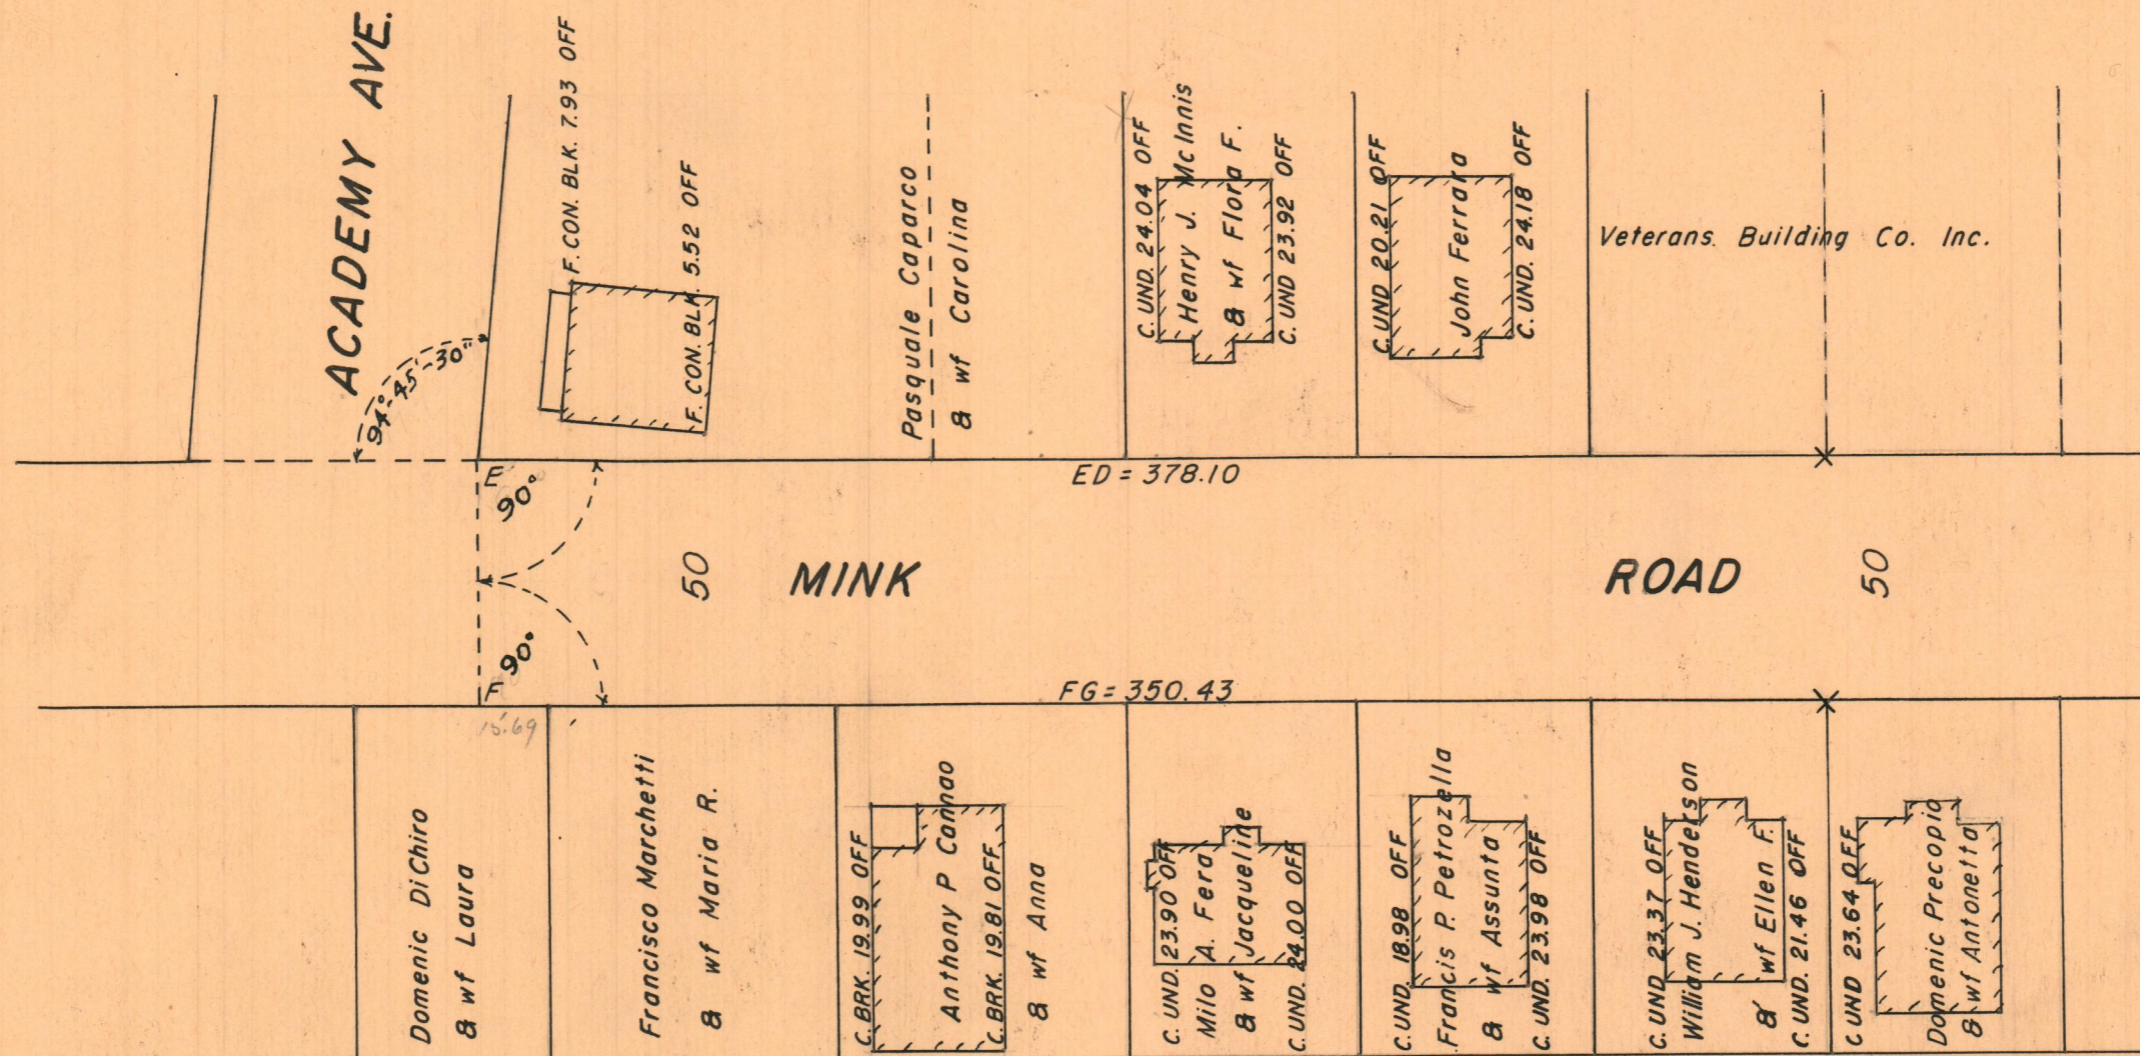 ACADEMY AVE.
94°-45'-30"
F. CON. BLK. 7.93 OFF
F. CON. BLK. 5.52 OFF
Pasquale Caparco
& wf Carolina
C. UND. 24.04 OFF
Henry J. McInnis
& wf Flora F.
C. UND 23.92 OFF
C. UND 20.21 OFF
John Ferrara
C. UND. 24.18 OFF
Veterans. Building Co. Inc.
E
90°
ED = 378.10
50
MINK
ROAD
50
90°
F
FG = 350.43
15.69
Domenic DiChiro
& wf Laura
Francisco Marchetti
& wf Maria R.
C. BRK. 19.99 OFF
Anthony P Connao
C. BRK. 19.81 OFF
& wf Anna
C. UND. 23.90 OFF
Milo A. Fera
& wf Jacqueline
C. UND. 24.00 OFF
C. UND. 18.98 OFF
Francis P. Petrozella
& wf Assunta
C. UND. 23.98 OFF
C. UND 23.37 OFF
William J. Henderson
& wf Ellen F.
C. UND. 21.46 OFF
C UND 23.64 OFF
Domenic Precopio
& wf Antonetta